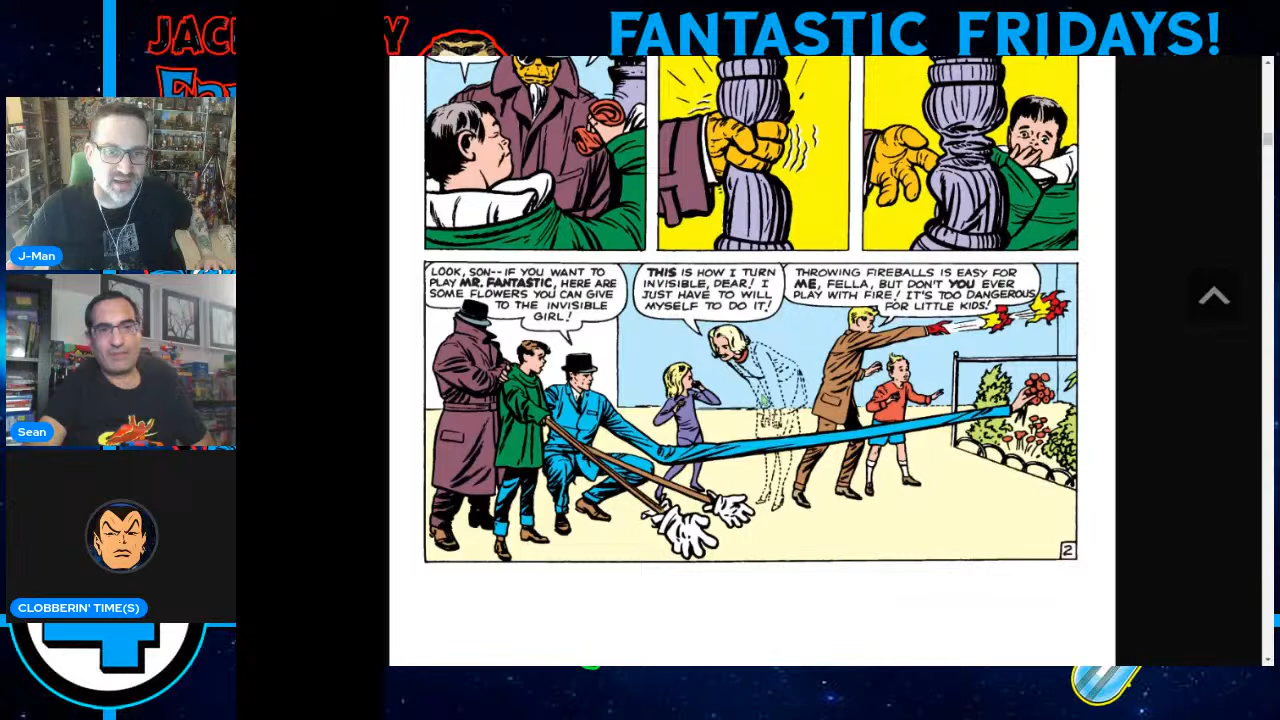 FANTASTIC FRIDAYS!
J-Man
Sean
CLOBBERIN' TIME(S)
LOOK, SON-- IF YOU WANT TO
PLAY MR. FANTASTIC, HERE ARE
SOME FLOWERS YOU CAN GIVE
TO THE INVISIBLE
GIRL!
THIS IS HOW I TURN
INVISIBLE, DEAR! I
JUST HAVE TO WILL
MYSELF TO DO IT!
THROWING FIREBALLS IS EASY FOR
ME, FELLA, BUT DON'T YOU EVER
PLAY WITH FIRE! IT'S TOO DANGEROUS
FOR LITTLE KIDS!
2